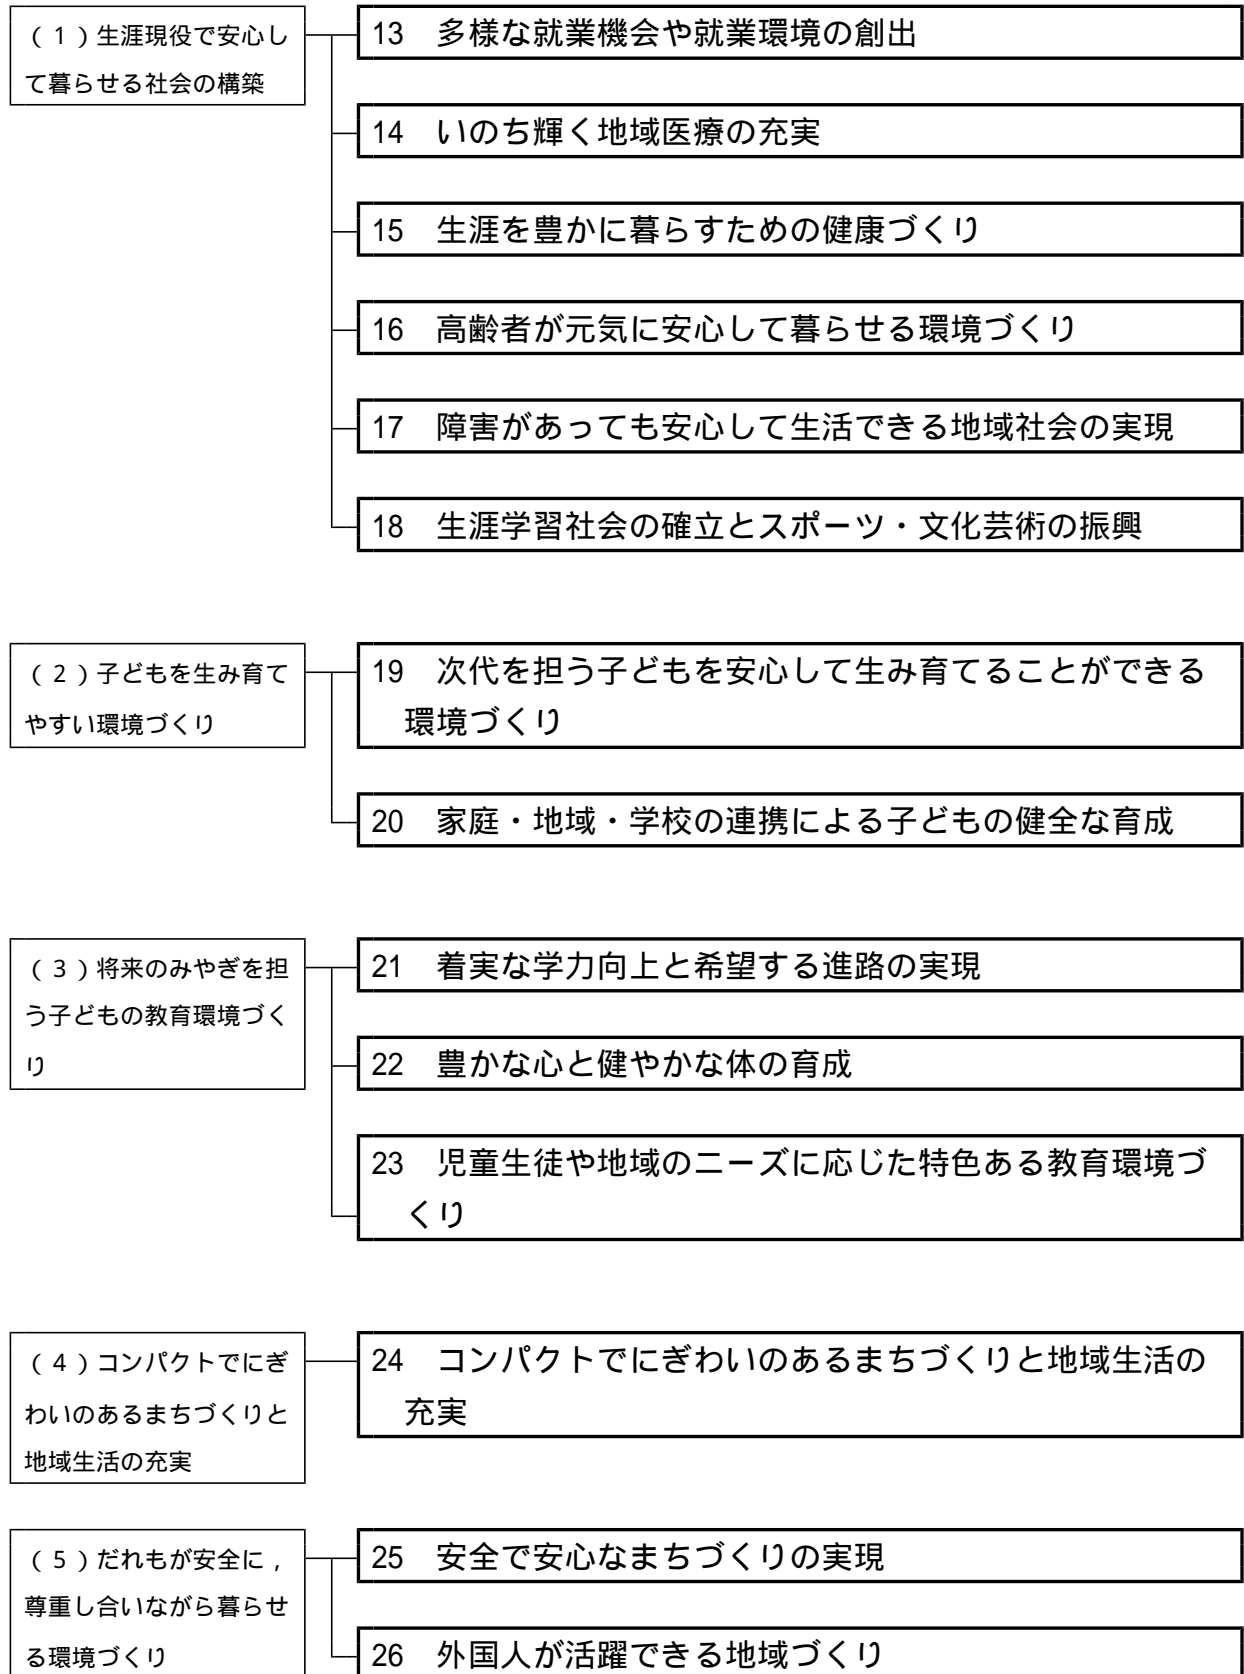 （１）生涯現役で安心し
て暮らせる社会の構築
13　多様な就業機会や就業環境の創出
14　いのち輝く地域医療の充実
15　生涯を豊かに暮らすための健康づくり
16　高齢者が元気に安心して暮らせる環境づくり
17　障害があっても安心して生活できる地域社会の実現
18　生涯学習社会の確立とスポーツ・文化芸術の振興
（２）子どもを生み育て
やすい環境づくり
19　次代を担う子どもを安心して生み育てることができる
環境づくり
20　家庭・地域・学校の連携による子どもの健全な育成
（３）将来のみやぎを担
う子どもの教育環境づく
り
21　着実な学力向上と希望する進路の実現
22　豊かな心と健やかな体の育成
23　児童生徒や地域のニーズに応じた特色ある教育環境づ
くり
（４）コンパクトでにぎ
わいのあるまちづくりと
地域生活の充実
24　コンパクトでにぎわいのあるまちづくりと地域生活の
充実
（５）だれもが安全に，
尊重し合いながら暮らせ
る環境づくり
25　安全で安心なまちづくりの実現
26　外国人が活躍できる地域づくり